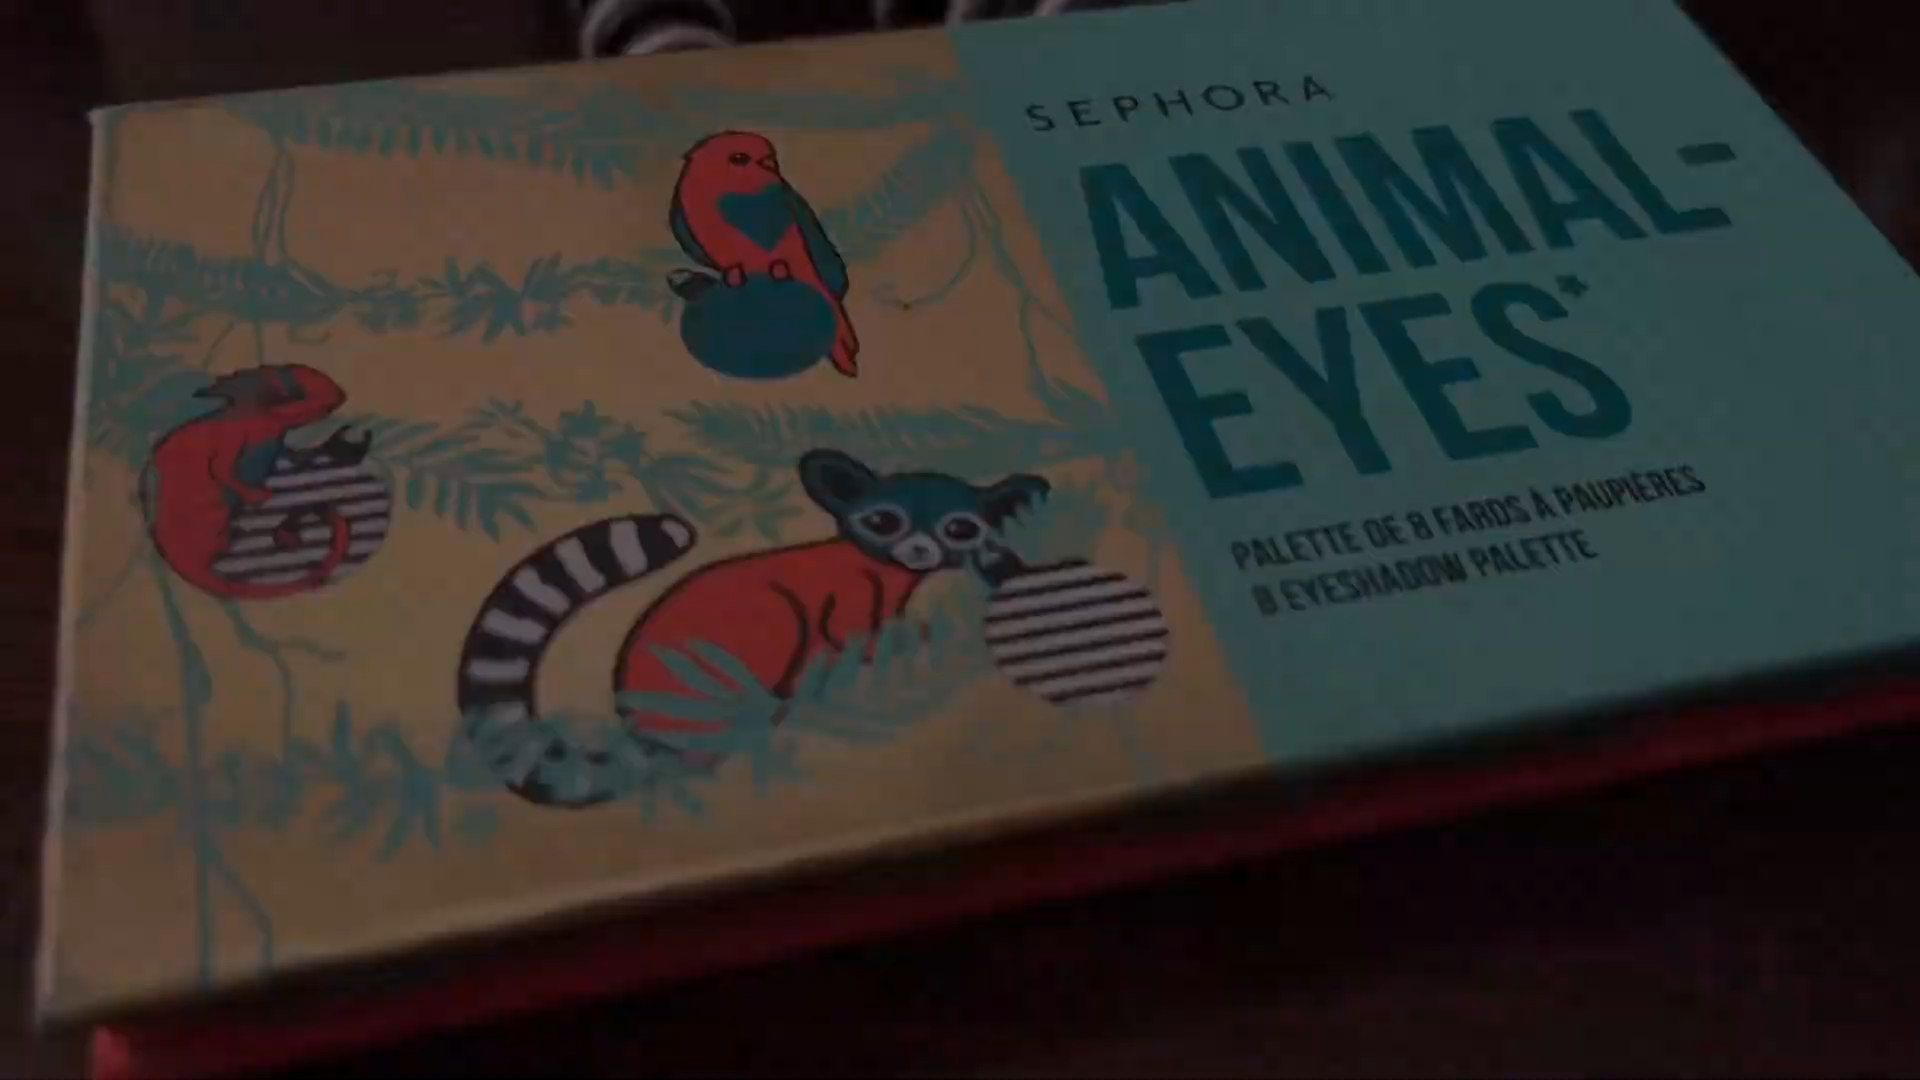 SEPHORA
ANIMAL-
EYES*
PALETTE DE 8 FARDS À PAUPIÈRES
8 EYESHADOW PALETTE